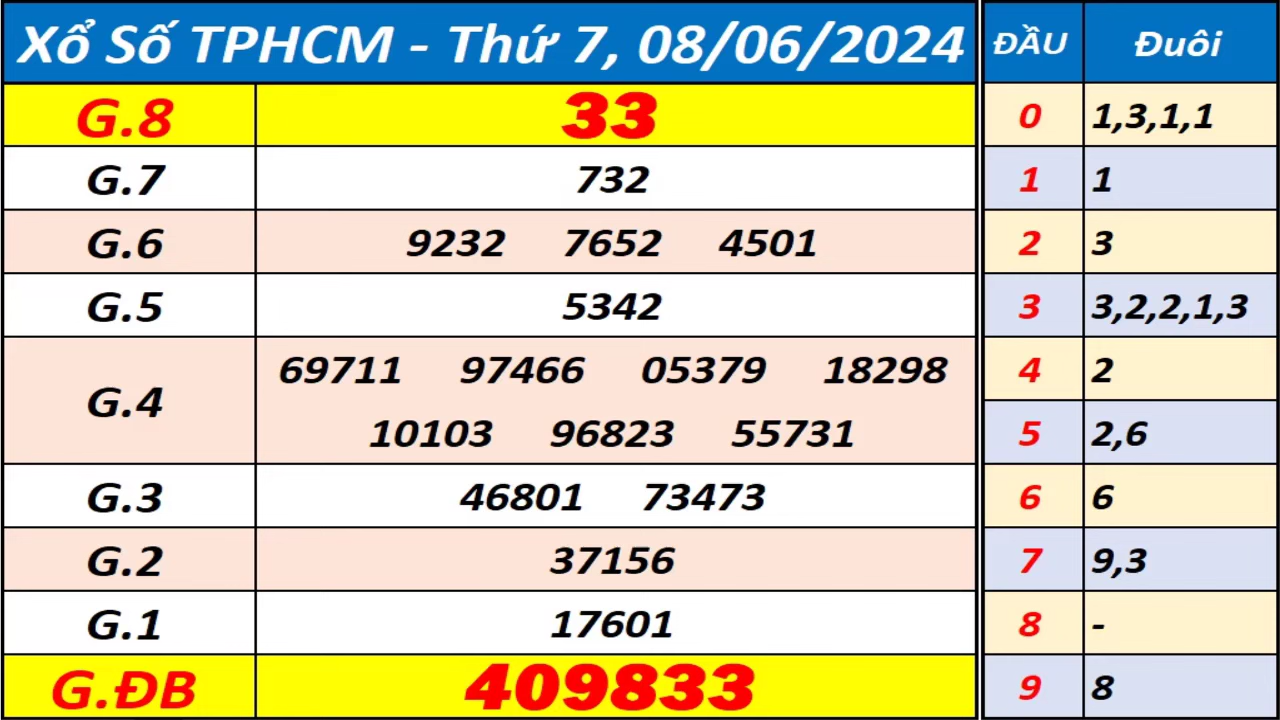 Xổ Số TPHCM - Thứ 7, 08/06/2024
G.8 33
G.7 732
G.6 9232 7652 4501
G.5 5342
G.4 69711 97466 05379 18298
10103 96823 55731
G.3 46801 73473
G.2 37156
G.1 17601
G.ĐB 409833
ĐẦU Đuôi
0 1,3,1,1
1 1
2 3
3 3,2,2,1,3
4 2
5 2,6
6 6
7 9,3
8 -
9 8